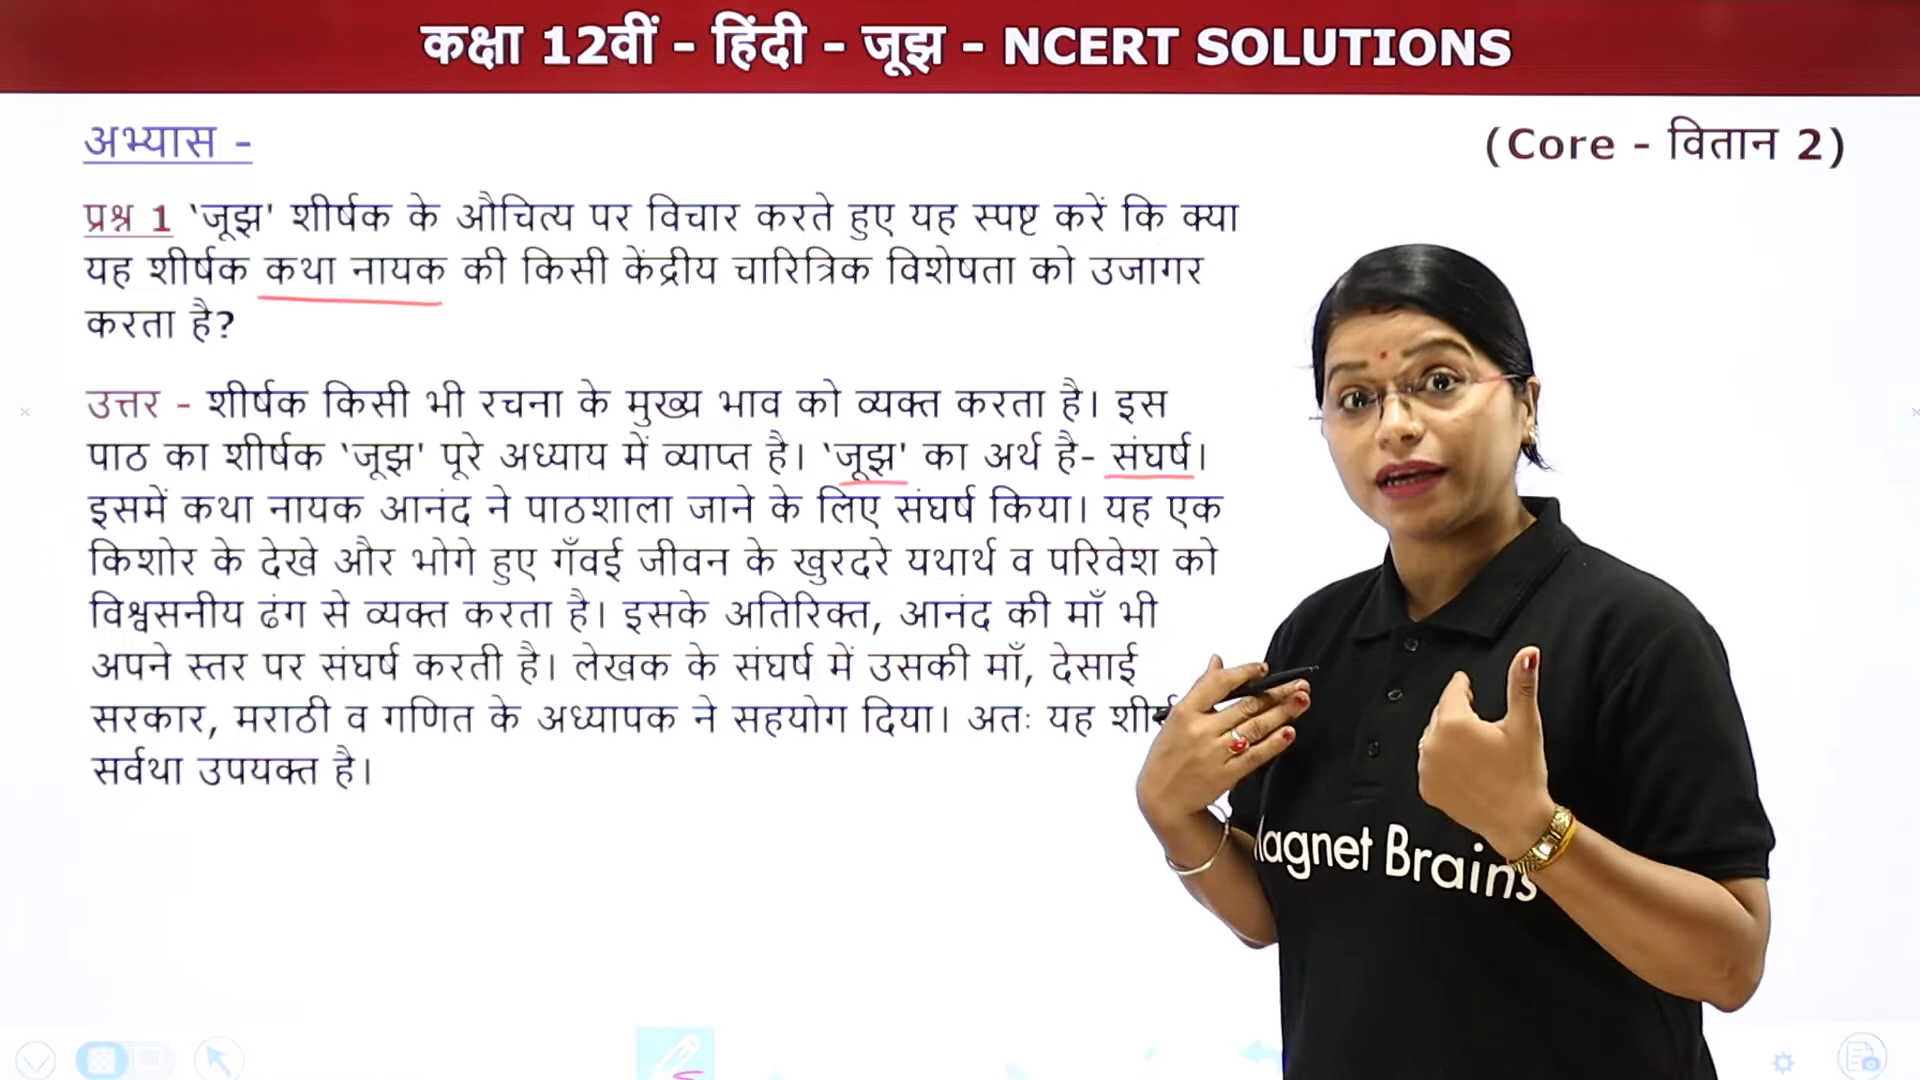 कक्षा 12वीं - हिंदी - जूझ - NCERT SOLUTIONS
अभ्यास -
(Core - वितान 2)
प्रश्न 1 'जूझ' शीर्षक के औचित्य पर विचार करते हुए यह स्पष्ट करें कि क्या
यह शीर्षक कथा नायक की किसी केंद्रीय चारित्रिक विशेषता को उजागर
करता है?
उत्तर - शीर्षक किसी भी रचना के मुख्य भाव को व्यक्त करता है। इस
पाठ का शीर्षक 'जूझ' पूरे अध्याय में व्याप्त है। 'जूझ' का अर्थ है- संघर्ष।
इसमें कथा नायक आनंद ने पाठशाला जाने के लिए संघर्ष किया। यह एक
किशोर के देखे और भोगे हुए गँवई जीवन के खुरदरे यथार्थ व परिवेश को
विश्वसनीय ढंग से व्यक्त करता है। इसके अतिरिक्त, आनंद की माँ भी
अपने स्तर पर संघर्ष करती है। लेखक के संघर्ष में उसकी माँ, देसाई
सरकार, मराठी व गणित के अध्यापक ने सहयोग दिया। अतः यह
सर्वथा उपयक्त है।
Magnet Brains